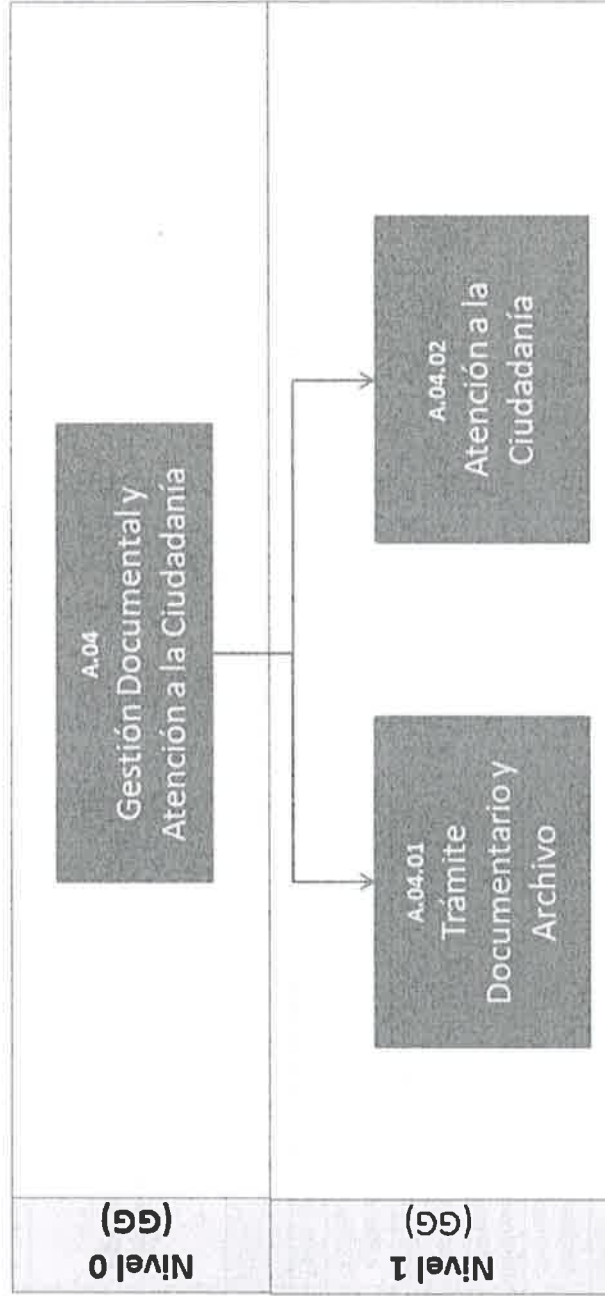 Nivel 0
(GG)
A.04
Gestión Documental y
Atención a la Ciudadanía
Nivel 1
(GG)
A.04.01
Trámite
Documentario y
Archivo
A.04.02
Atención a la
Ciudadanía